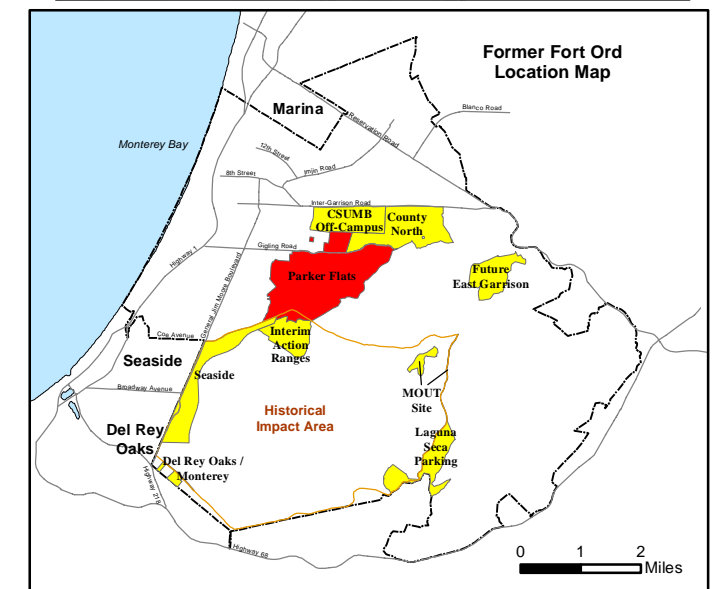 Former Fort Ord
Location Map
Marina
Blanco Road
Reservation Road
Monterey Bay
12th Street
Imjin Road
8th Street
Inter-Garrison Road
CSUMB
Off-Campus
County
North
Gigling Road
Highway 1
General Jim Moore Boulevard
Parker Flats
Future
East Garrison
Coe Avenue
Interim
Action
Ranges
Seaside
Seaside
Broadway Avenue
MOUT
Site
Historical
Impact Area
Del Rey
Oaks
Laguna
Seca
Parking
Del Rey Oaks /
Monterey
Highway 218
Highway 68
0 1 2
Miles